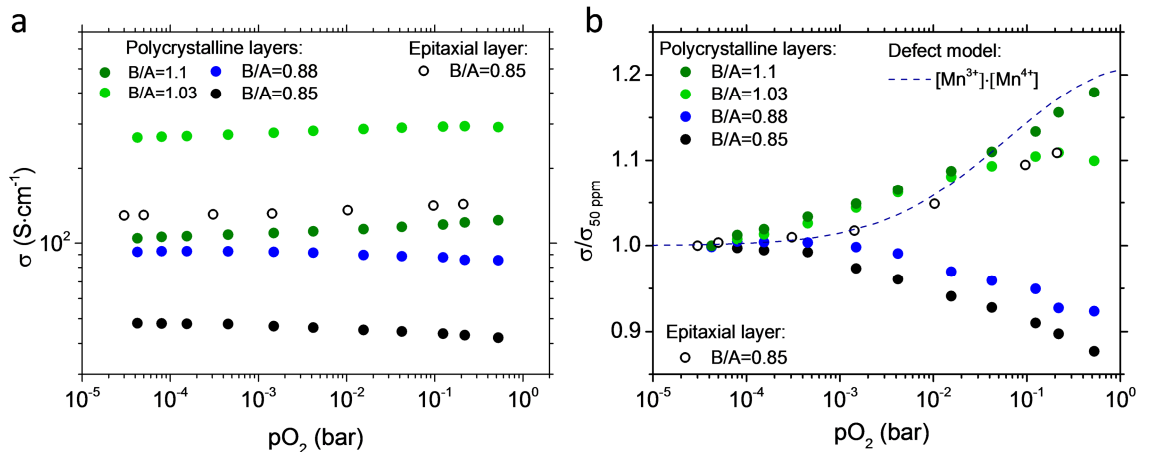 a
Polycrystalline layers:
B/A=1.1
B/A=0.88
B/A=1.03
B/A=0.85
Epitaxial layer:
B/A=0.85
σ (S·cm⁻¹)
10²
10⁻⁵ 10⁻⁴ 10⁻³ 10⁻² 10⁻¹ 10⁰
pO₂ (bar)
b
Polycrystalline layers:
B/A=1.1
B/A=1.03
B/A=0.88
B/A=0.85
Defect model:
[Mn³⁺]·[Mn⁴⁺]
Epitaxial layer:
B/A=0.85
σ/σ₅₀ ₚₚₘ
1.2
1.1
1.0
0.9
10⁻⁵ 10⁻⁴ 10⁻³ 10⁻² 10⁻¹ 10⁰
pO₂ (bar)